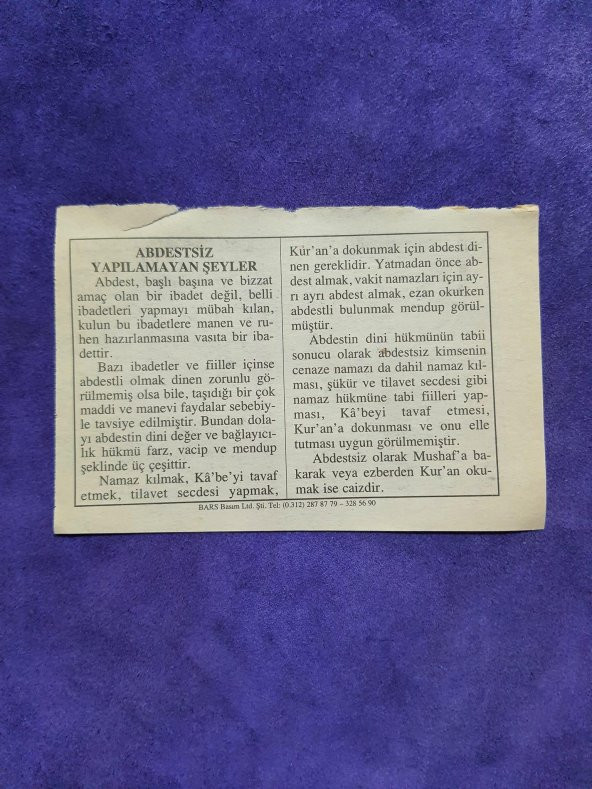 ABDESTSİZ
YAPILAMAYAN ŞEYLER
Abdest, başlı başına ve bizzat
amaç olan bir ibadet değil, belli
ibadetleri yapmayı mübah kılan,
kulun bu ibadetlere manen ve ru-
hen hazırlanmasına vasıta bir iba-
dettir.
Bazı ibadetler ve fiiller içinse
abdestli olmak dinen zorunlu gö-
rülmemiş olsa bile, taşıdığı bir çok
maddi ve manevi faydalar sebebiy-
le tavsiye edilmiştir. Bundan dola-
yı abdestin dini değer ve bağlayıcı-
lık hükmü farz, vacip ve mendup
şeklinde üç çeşittir.
Namaz kılmak, Kâ'be'yi tavaf
etmek, tilavet secdesi yapmak,
Kur'an'a dokunmak için abdest di-
nen gereklidir. Yatmadan önce ab-
dest almak, vakit namazları için ay-
rı ayrı abdest almak, ezan okurken
abdestli bulunmak mendup görül-
müştür.
Abdestin dini hükmünün tabii
sonucu olarak abdestsiz kimsenin
cenaze namazı da dahil namaz kıl-
ması, şükür ve tilavet secdesi gibi
namaz hükmüne tabi fiilleri yap-
ması, Kâ'beyi tavaf etmesi,
Kur'an'a dokunması ve onu elle
tutması uygun görülmemiştir.
Abdestsiz olarak Mushaf'a ba-
karak veya ezberden Kur'an oku-
mak ise caizdir.
BARS Basım Ltd. Şti. Tel: (0.312) 287 87 79 – 328 56 90